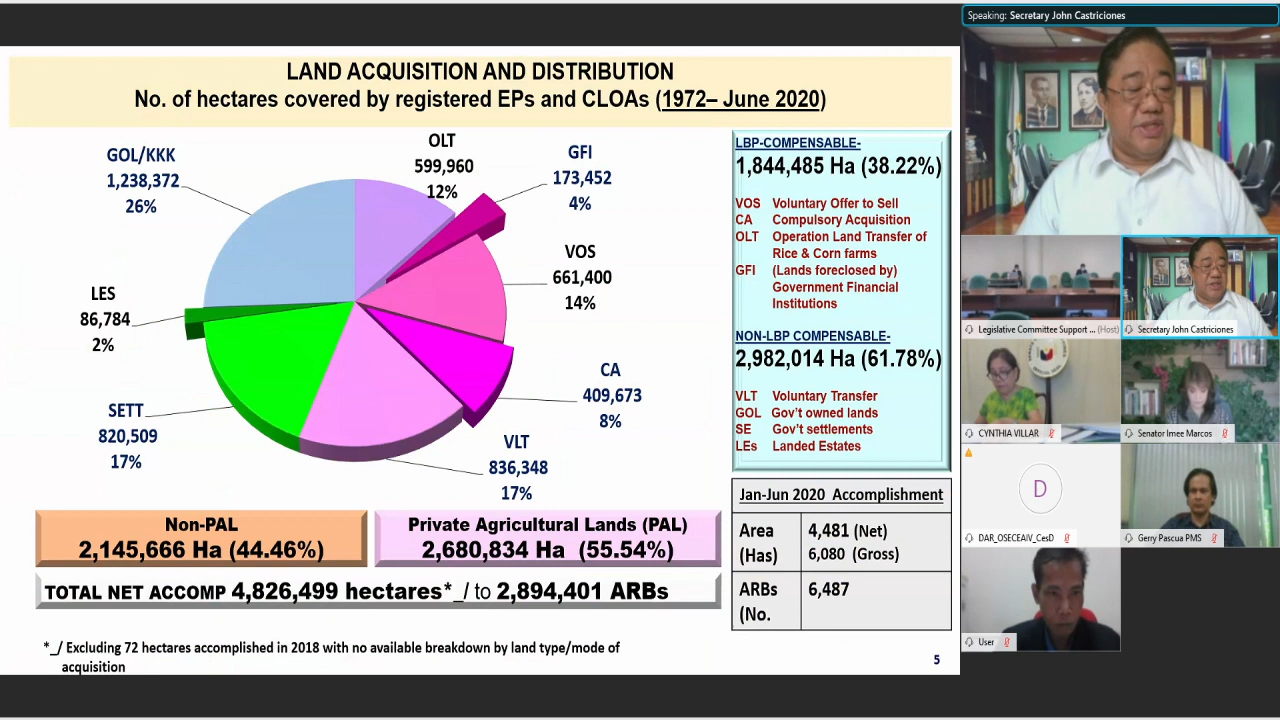 Speaking: Secretary John Castriciones
LAND ACQUISITION AND DISTRIBUTION
No. of hectares covered by registered EPs and CLOAs (1972– June 2020)
GOL/KKK
1,238,372
26%
OLT
599,960
12%
GFI
173,452
4%
VOS
661,400
14%
LES
86,784
2%
CA
409,673
8%
SETT
820,509
17%
VLT
836,348
17%
LBP-COMPENSABLE-
1,844,485 Ha (38.22%)
VOS Voluntary Offer to Sell
CA Compulsory Acquisition
OLT Operation Land Transfer of
Rice & Corn farms
GFI (Lands foreclosed by)
Government Financial
Institutions
NON-LBP COMPENSABLE-
2,982,014 Ha (61.78%)
VLT Voluntary Transfer
GOL Gov't owned lands
SE Gov't settlements
LEs Landed Estates
Non-PAL
2,145,666 Ha (44.46%)
Private Agricultural Lands (PAL)
2,680,834 Ha (55.54%)
TOTAL NET ACCOMP 4,826,499 hectares*_/ to 2,894,401 ARBs
Jan-Jun 2020 Accomplishment
Area (Has) 4,481 (Net)
6,080 (Gross)
ARBs (No. 6,487
*_/ Excluding 72 hectares accomplished in 2018 with no available breakdown by land type/mode of
acquisition
5
Legislative Committee Support ... (Host)
Secretary John Castriciones
CYNTHIA VILLAR
Senator Imee Marcos
D
DAR_OSECEAIV_CesD
Gerry Pascua PMS
User